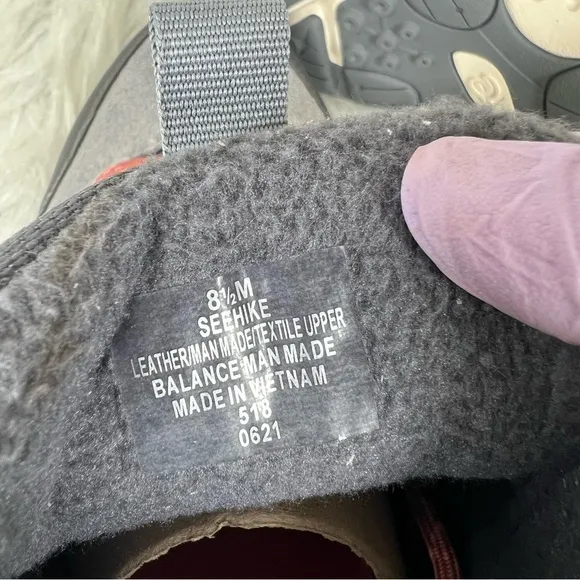 8½M
SEEHIKE
LEATHER/MAN MADE/TEXTILE UPPER
BALANCE MAN MADE
MADE IN VIETNAM
518
0621